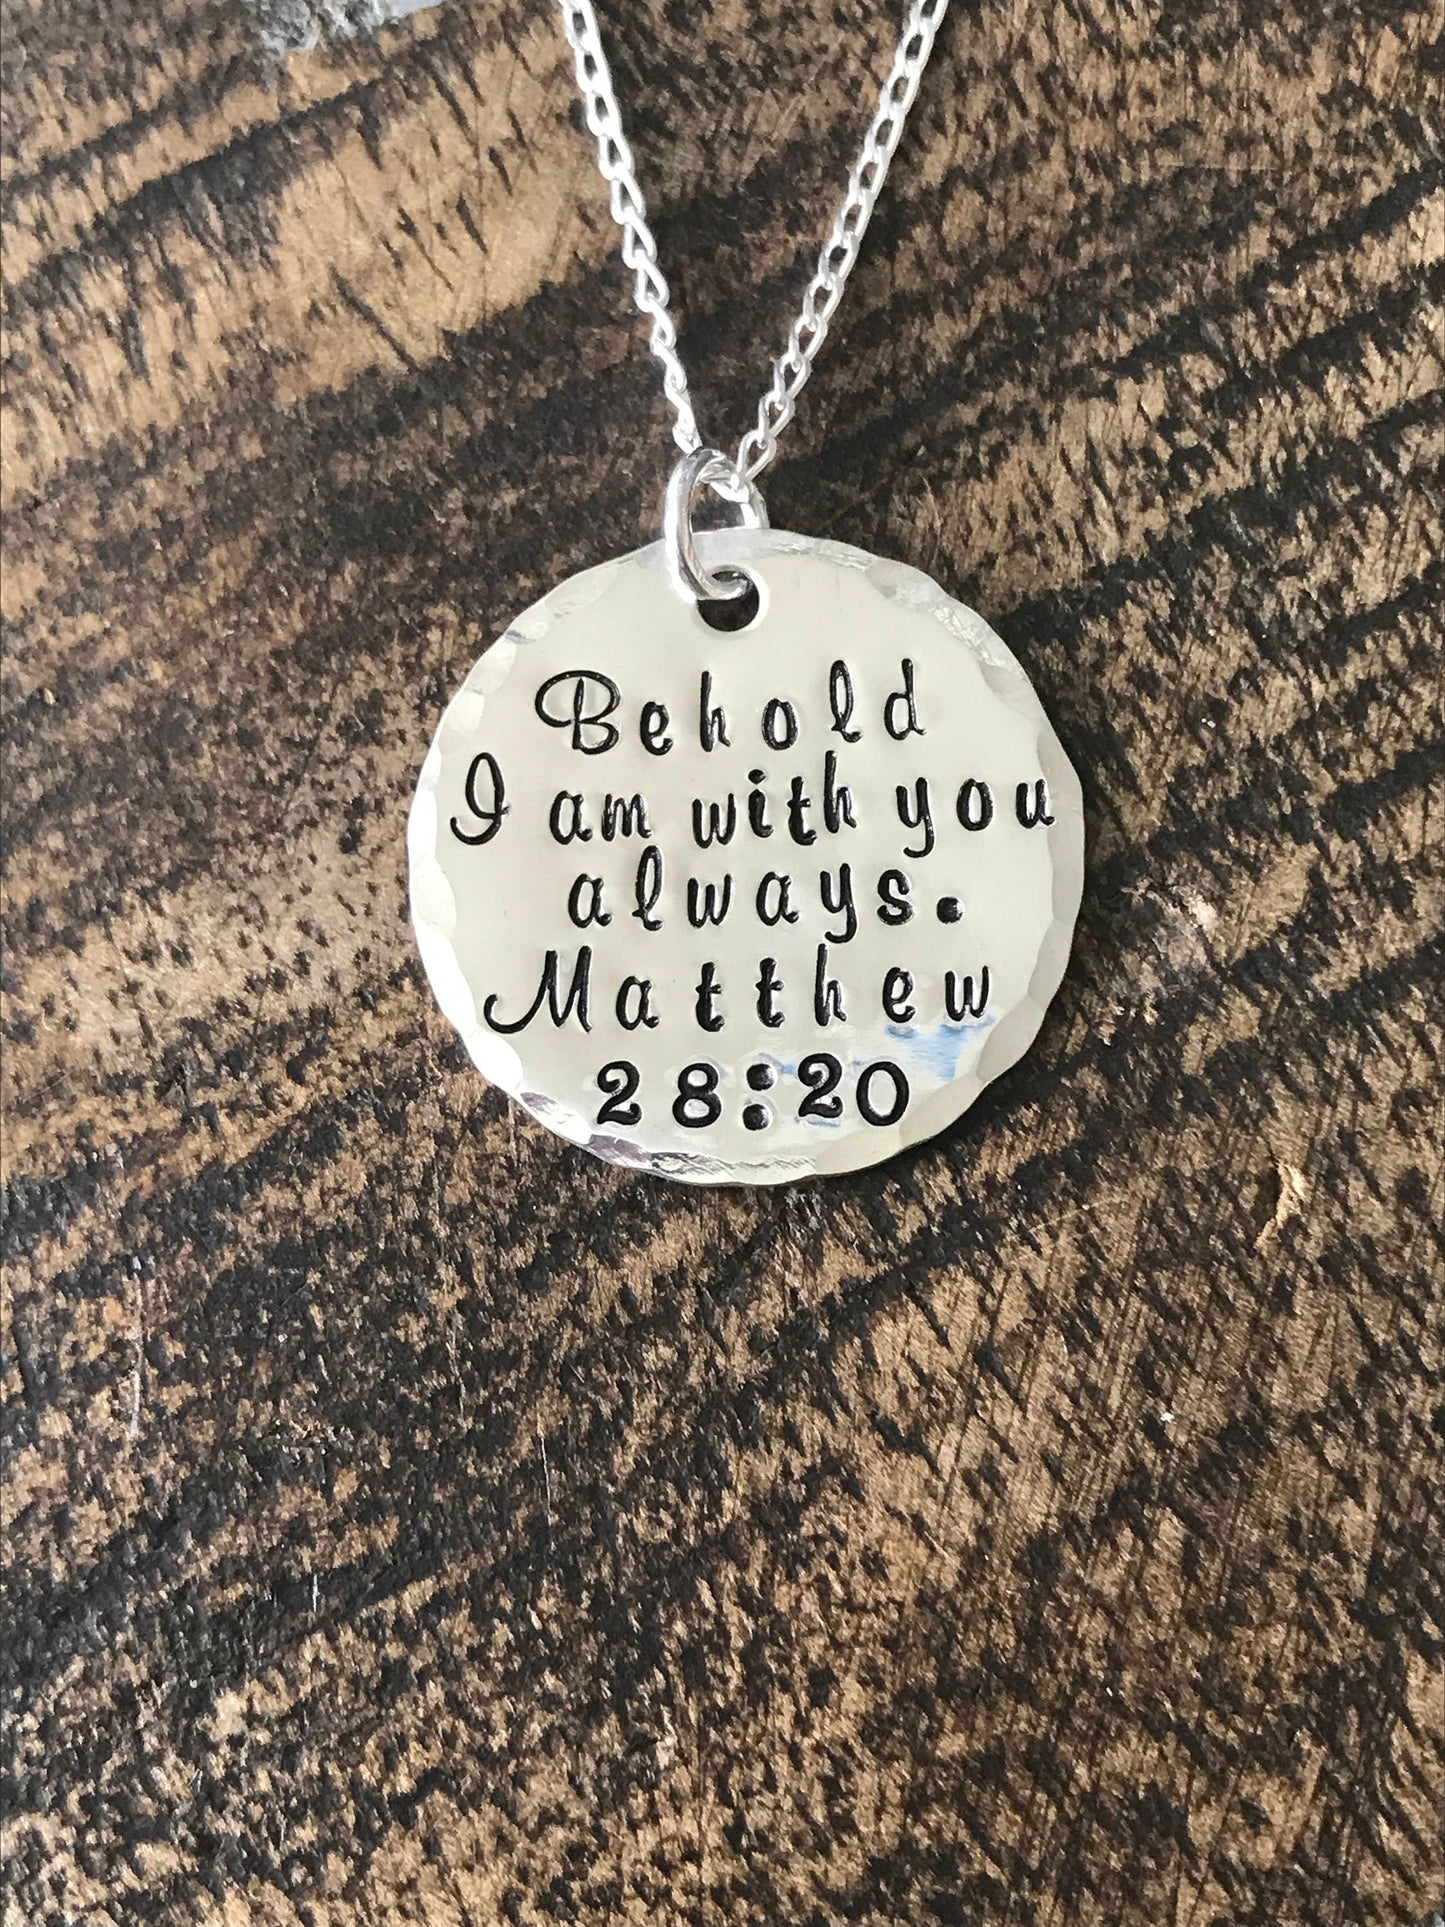 Behold
I am with you
always.
Matthew
28:20